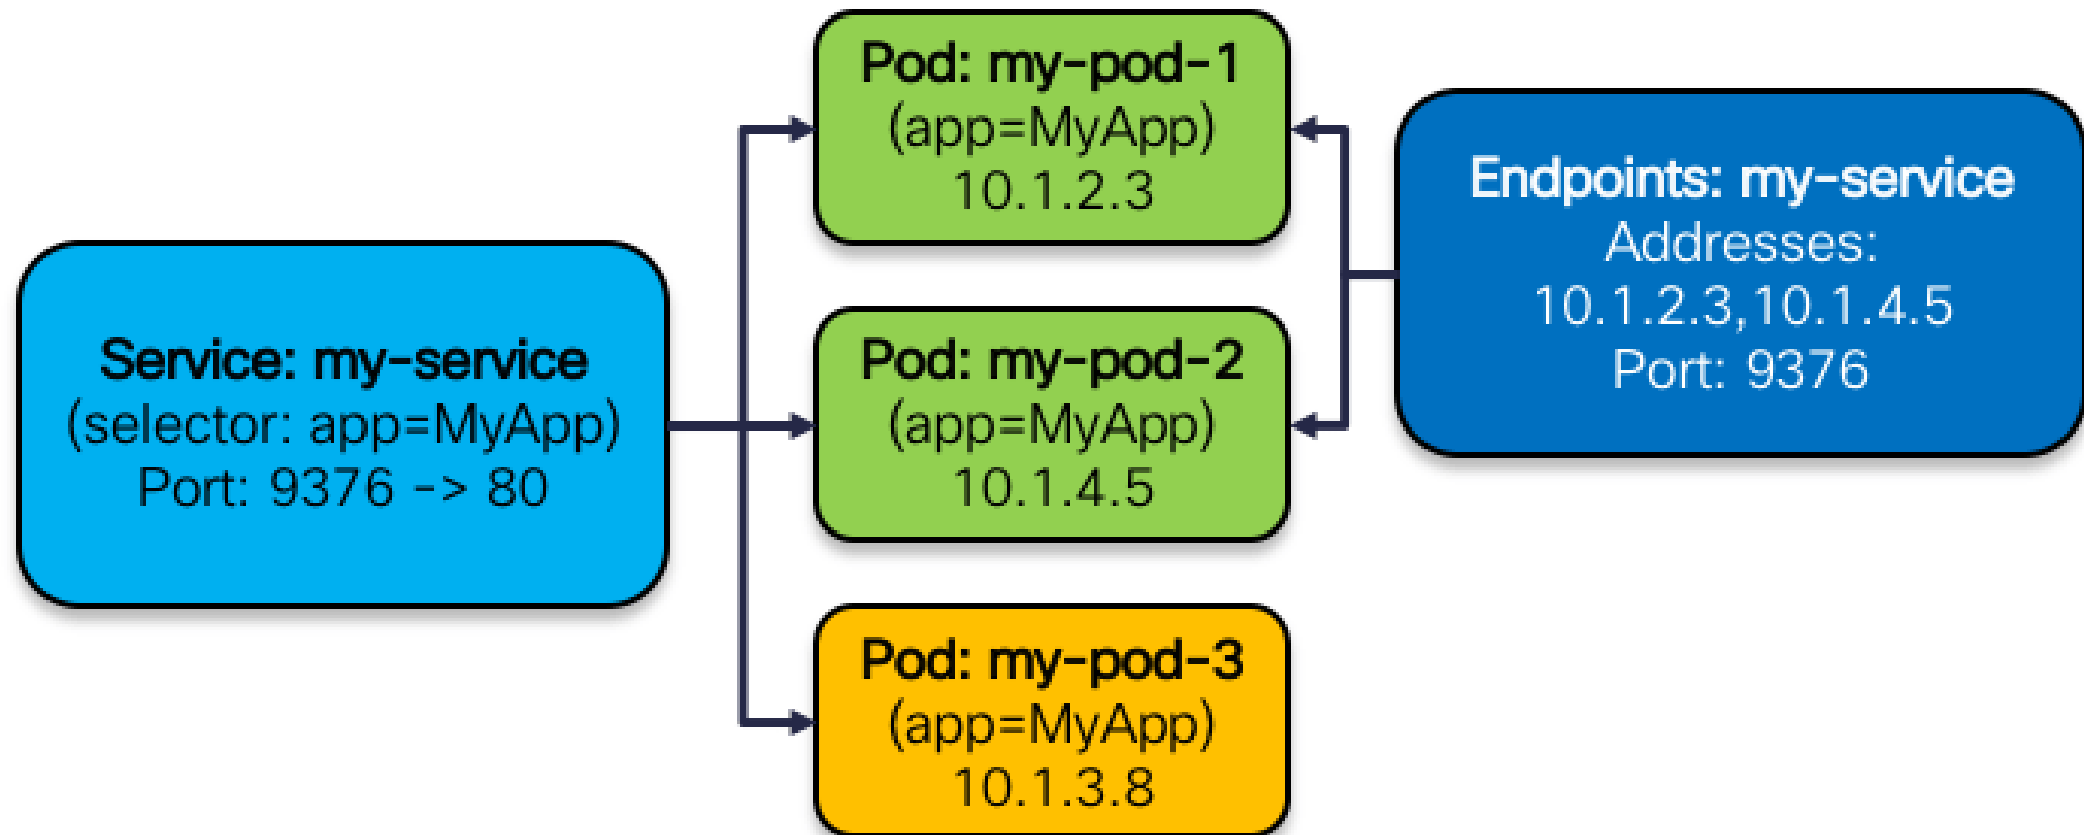 Service: my-service
(selector: app=MyApp)
Port: 9376 -> 80
Pod: my-pod-1
(app=MyApp)
10.1.2.3
Pod: my-pod-2
(app=MyApp)
10.1.4.5
Pod: my-pod-3
(app=MyApp)
10.1.3.8
Endpoints: my-service
Addresses:
10.1.2.3,10.1.4.5
Port: 9376